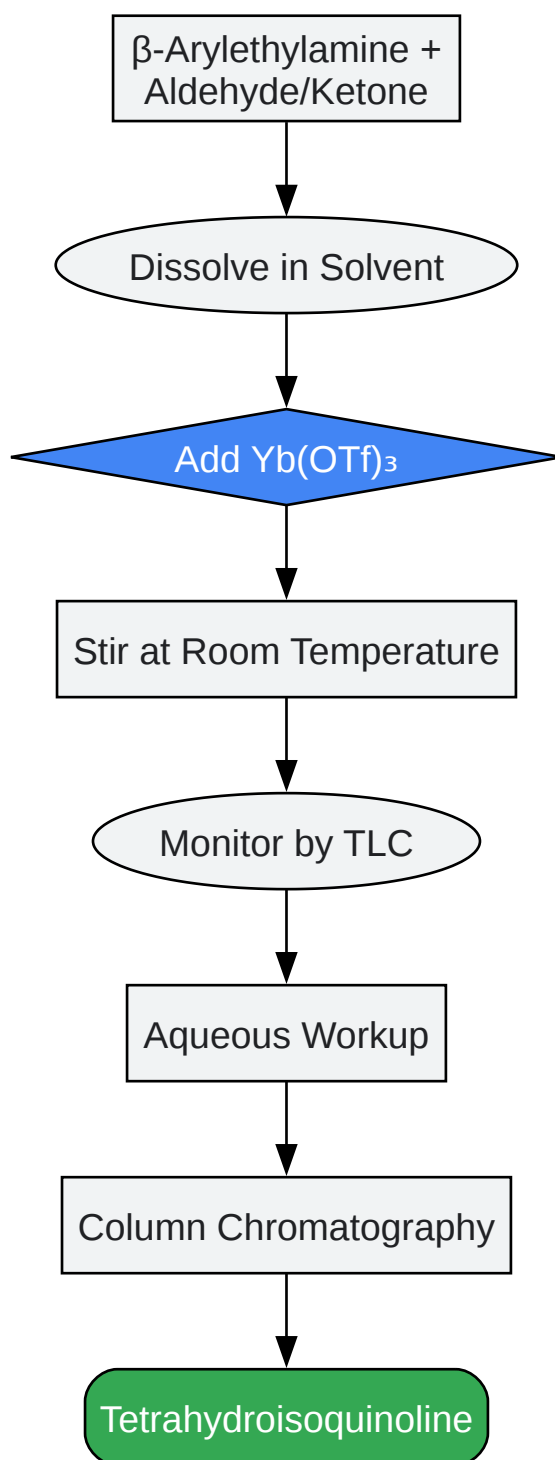 β-Arylethylamine +
Aldehyde/Ketone
Dissolve in Solvent
Add Yb(OTf)₃
Stir at Room Temperature
Monitor by TLC
Aqueous Workup
Column Chromatography
Tetrahydroisoquinoline